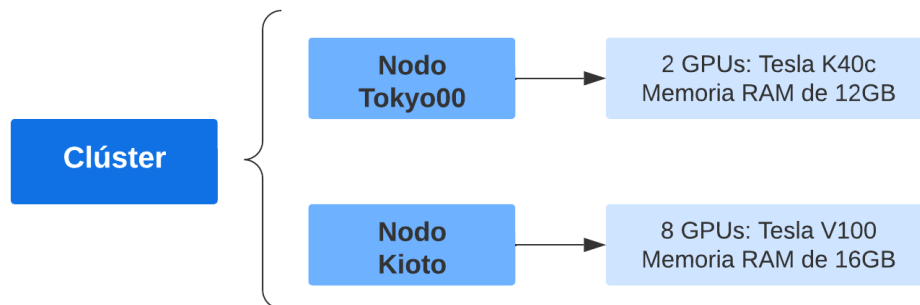 Clúster
Nodo
Tokyo00
2 GPUs: Tesla K40c
Memoria RAM de 12GB
Nodo
Kioto
8 GPUs: Tesla V100
Memoria RAM de 16GB